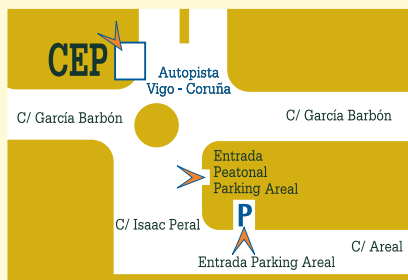 CEP
Autopista
Vigo - Coruña
C/ García Barbón
C/ García Barbón
Entrada
Peatonal
Parking Areal
P
C/ Isaac Peral
C/ Areal
Entrada Parking Areal